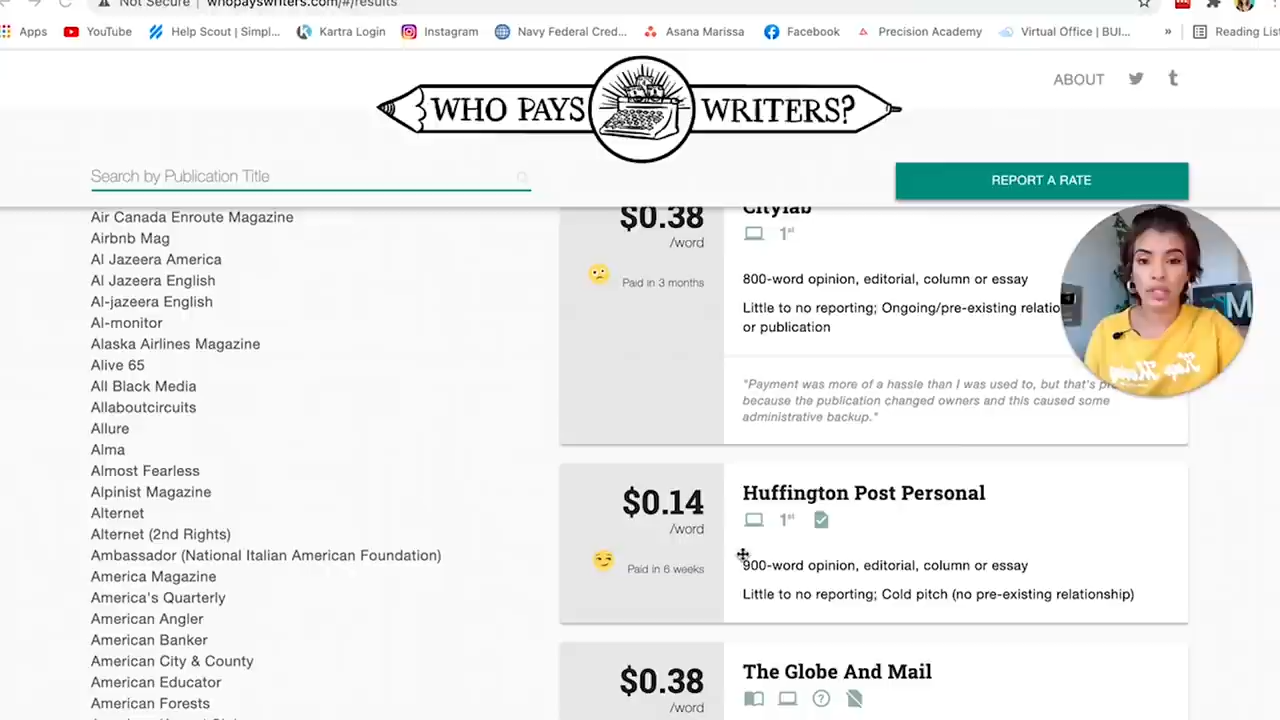 Not Secure
whopayswriters.com/#/results
Apps
YouTube
Help Scout | Simpl...
Kartra Login
Instagram
Navy Federal Cred...
Asana Marissa
Facebook
Precision Academy
Virtual Office | BUI...
»
Reading List
WHO PAYS WRITERS?
ABOUT
Search by Publication Title
REPORT A RATE
Air Canada Enroute Magazine
Airbnb Mag
Al Jazeera America
Al Jazeera English
Al-jazeera English
Al-monitor
Alaska Airlines Magazine
Alive 65
All Black Media
Allaboutcircuits
Allure
Alma
Almost Fearless
Alpinist Magazine
Alternet
Alternet (2nd Rights)
Ambassador (National Italian American Foundation)
America Magazine
America's Quarterly
American Angler
American Banker
American City & County
American Educator
American Forests
$0.38
/word
Paid in 3 months
Citylab
1st
800-word opinion, editorial, column or essay
Little to no reporting; Ongoing/pre-existing relatio
or publication
"Payment was more of a hassle than I was used to, but that's pr
because the publication changed owners and this caused some
administrative backup."
$0.14
/word
Paid in 6 weeks
Huffington Post Personal
1st
900-word opinion, editorial, column or essay
Little to no reporting; Cold pitch (no pre-existing relationship)
$0.38
/word
The Globe And Mail